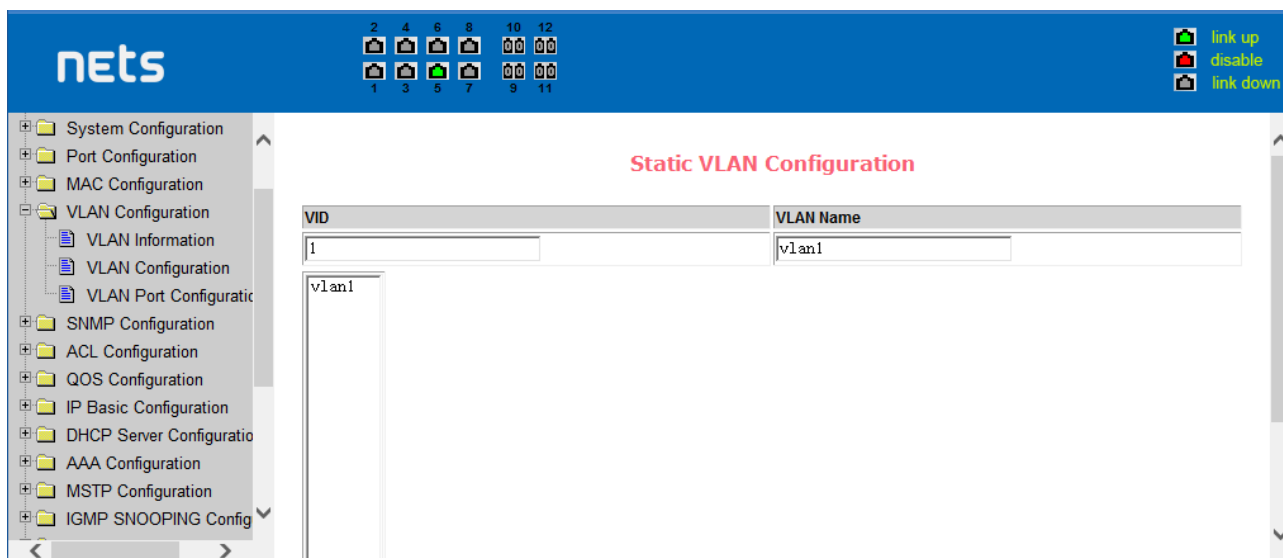 nets
2 4 6 8 10 12
1 3 5 7 9 11
link up
disable
link down
System Configuration
Port Configuration
MAC Configuration
VLAN Configuration
VLAN Information
VLAN Configuration
VLAN Port Configuratic
SNMP Configuration
ACL Configuration
QOS Configuration
IP Basic Configuration
DHCP Server Configuratio
AAA Configuration
MSTP Configuration
IGMP SNOOPING Config
Static VLAN Configuration
VID VLAN Name
1 vlan1
vlan1